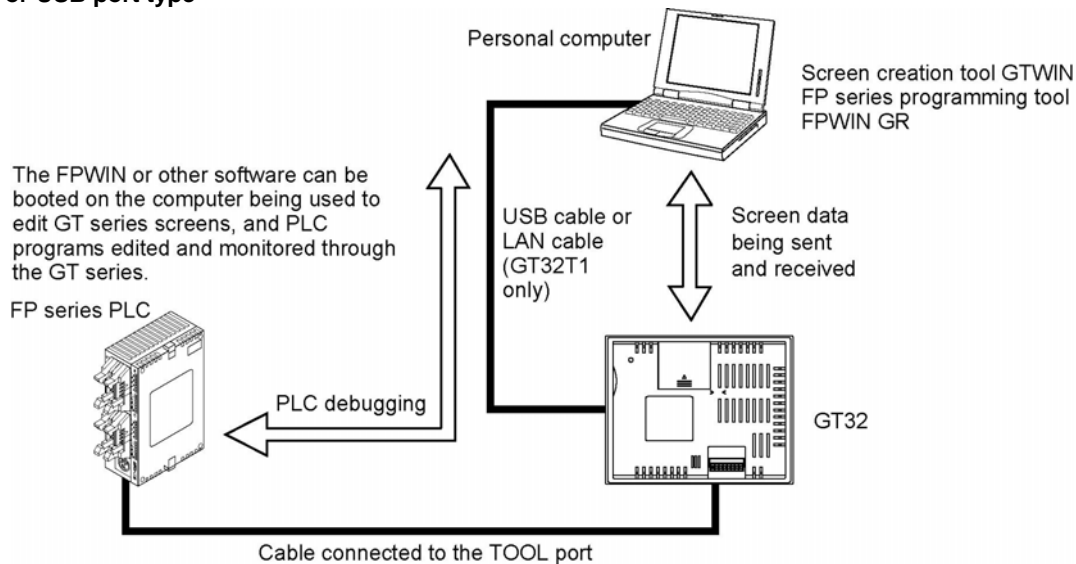 3. USB port type
Personal computer
Screen creation tool GTWIN
FP series programming tool
FPWIN GR
The FPWIN or other software can be
booted on the computer being used to
edit GT series screens, and PLC
programs edited and monitored through
the GT series.
USB cable or
LAN cable
(GT32T1
only)
Screen data
being sent
and received
FP series PLC
PLC debugging
GT32
Cable connected to the TOOL port